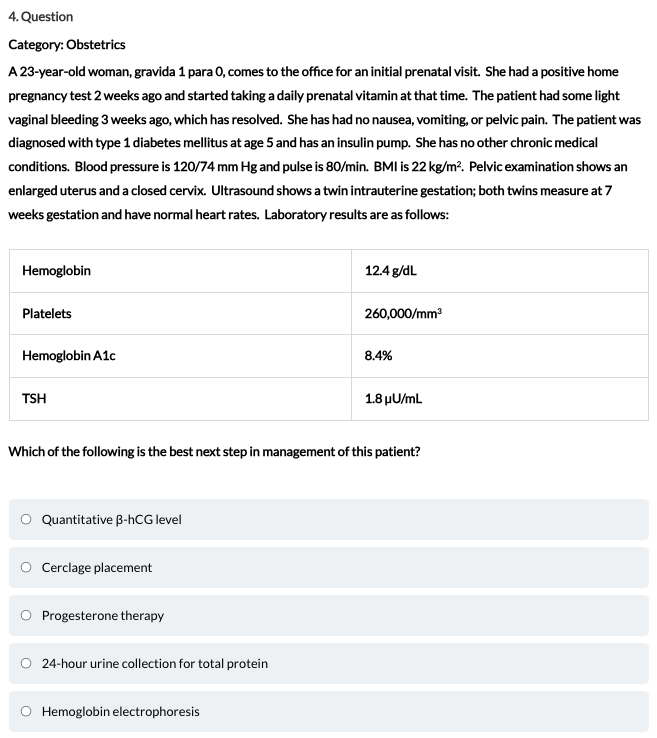 4. Question
Category: Obstetrics
A 23-year-old woman, gravida 1 para 0, comes to the office for an initial prenatal visit. She had a positive home
pregnancy test 2 weeks ago and started taking a daily prenatal vitamin at that time. The patient had some light
vaginal bleeding 3 weeks ago, which has resolved. She has had no nausea, vomiting, or pelvic pain. The patient was
diagnosed with type 1 diabetes mellitus at age 5 and has an insulin pump. She has no other chronic medical
conditions. Blood pressure is 120/74 mm Hg and pulse is 80/min. BMI is 22 kg/m². Pelvic examination shows an
enlarged uterus and a closed cervix. Ultrasound shows a twin intrauterine gestation; both twins measure at 7
weeks gestation and have normal heart rates. Laboratory results are as follows:
Hemoglobin 12.4 g/dL
Platelets 260,000/mm³
Hemoglobin A1c 8.4%
TSH 1.8 µU/mL
Which of the following is the best next step in management of this patient?
Quantitative β-hCG level
Cerclage placement
Progesterone therapy
24-hour urine collection for total protein
Hemoglobin electrophoresis